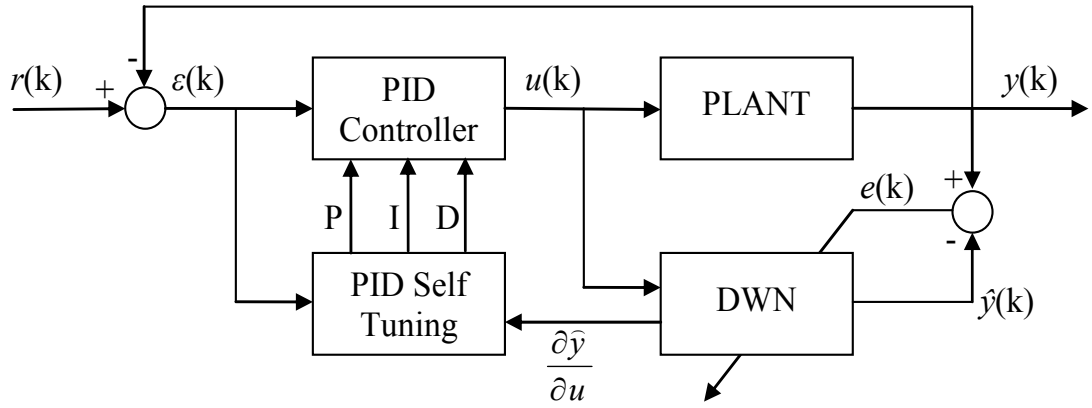 -
r(k)
+
ε(k)
PID
Controller
u(k)
PLANT
y(k)
P
I
D
+
e(k)
-
PID Self
Tuning
DWN
ŷ(k)
∂ŷ
∂u